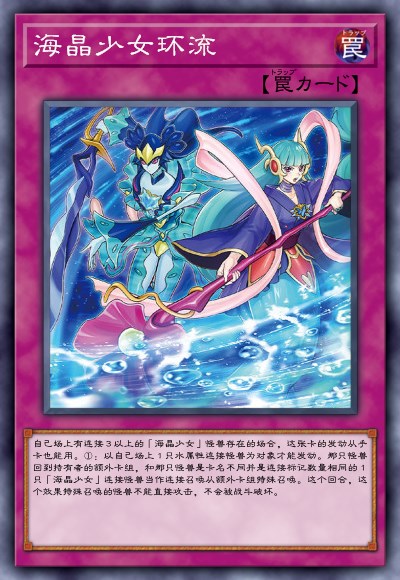 海晶少女环流
トラップ
罠
トラップ
【罠カード】
自己场上有连接3以上的「海晶少女」怪兽存在的场合，这张卡的发动从手
卡也能用。①：以自己场上1只水属性连接怪兽为对象才能发动。那只怪兽
回到持有者的额外卡组，和那只怪兽是卡名不同并是连接标记数量相同的1
只「海晶少女」连接怪兽当作连接召唤从额外卡组特殊召唤。这个回合，这
个效果特殊召唤的怪兽不能直接攻击，不会被战斗破坏。